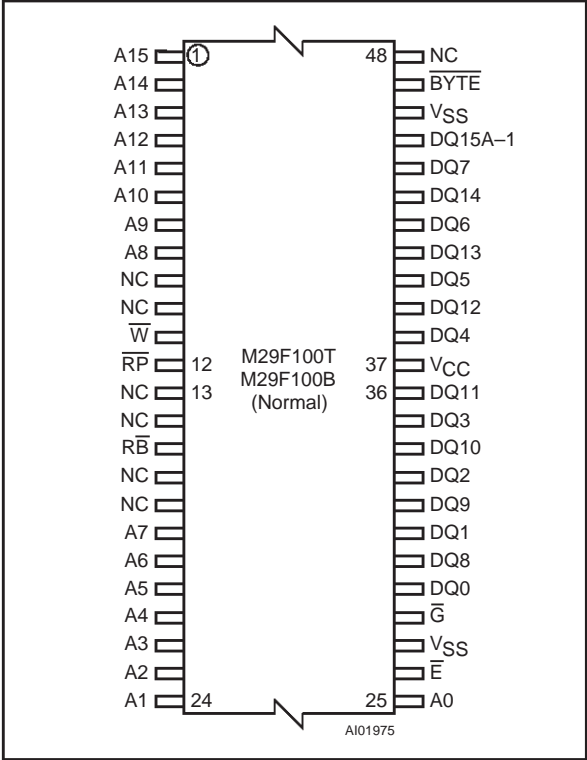 A15 1 48 NC
A14 B̅Y̅T̅E̅
A13 VSS
A12 DQ15A–1
A11 DQ7
A10 DQ14
A9 DQ6
A8 DQ13
NC DQ5
NC DQ12
W̅ DQ4
R̅P̅ 12 M29F100T 37 VCC
NC 13 M29F100B 36 DQ11
NC (Normal) DQ3
RB̅ DQ10
NC DQ2
NC DQ9
A7 DQ1
A6 DQ8
A5 DQ0
A4 G̅
A3 VSS
A2 E̅
A1 24 25 A0
AI01975